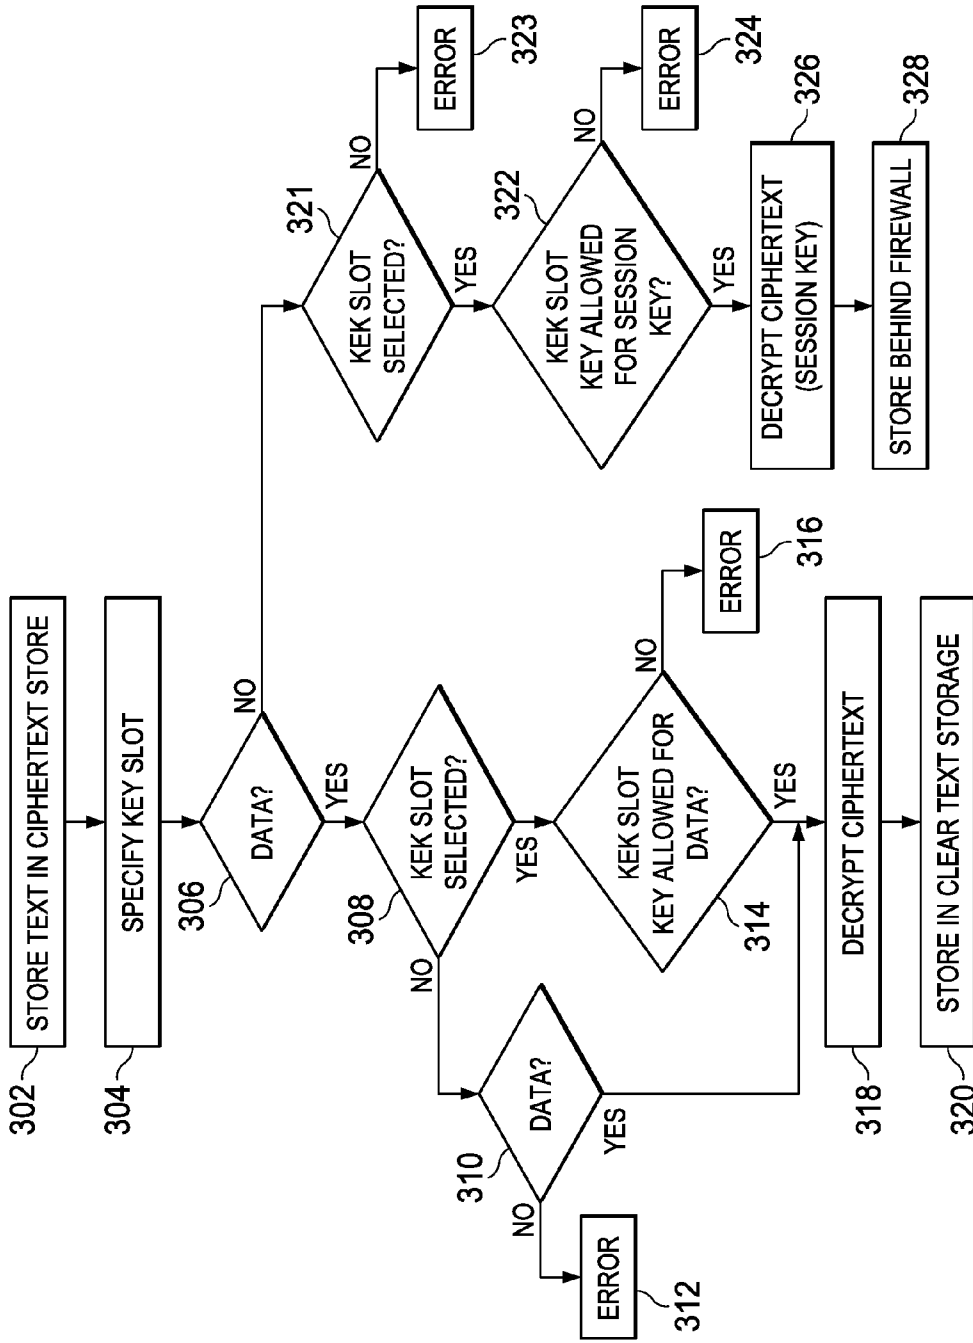 302
STORE TEXT IN CIPHERTEXT STORE
304
SPECIFY KEY SLOT
306
DATA?
NO
YES
308
KEK SLOT
SELECTED?
NO
YES
310
DATA?
NO
YES
312
ERROR
314
KEK SLOT
KEY ALLOWED FOR
DATA?
NO
YES
ERROR
316
318
DECRYPT CIPHERTEXT
320
STORE IN CLEAR TEXT STORAGE
321
KEK SLOT
SELECTED?
NO
YES
ERROR
323
322
KEK SLOT
KEY ALLOWED
FOR SESSION
KEY?
NO
YES
ERROR
324
DECRYPT CIPHERTEXT
(SESSION KEY)
326
STORE BEHIND FIREWALL
328